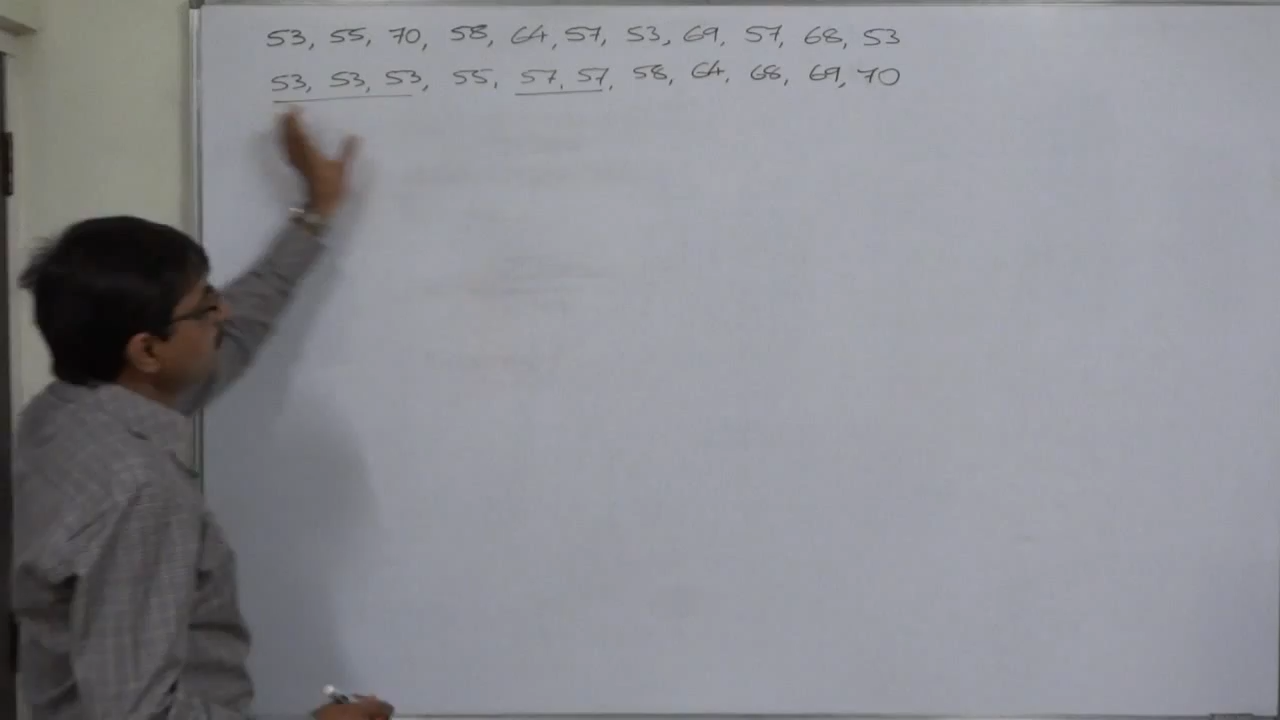 53, 55, 70, 58, 64, 57, 53, 69, 57, 68, 53
53, 53, 53, 55, 57, 57, 58, 64, 68, 69, 70